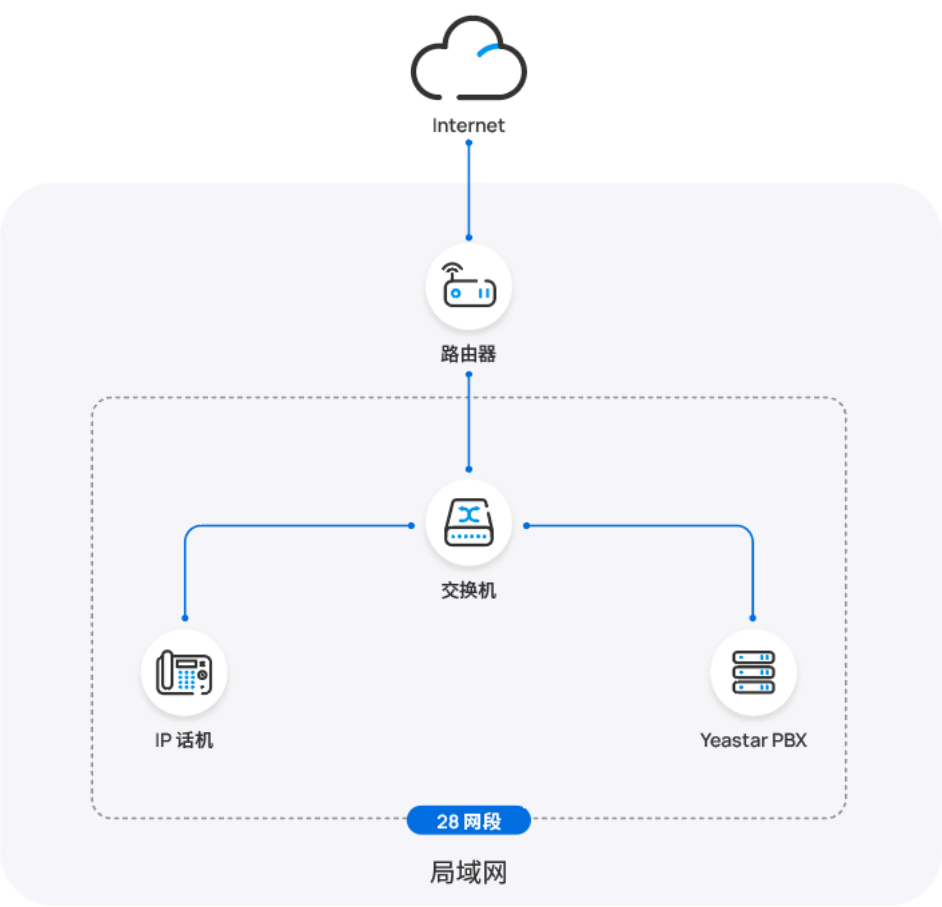 Internet
路由器
交换机
IP 话机
Yeastar PBX
28 网段
局域网